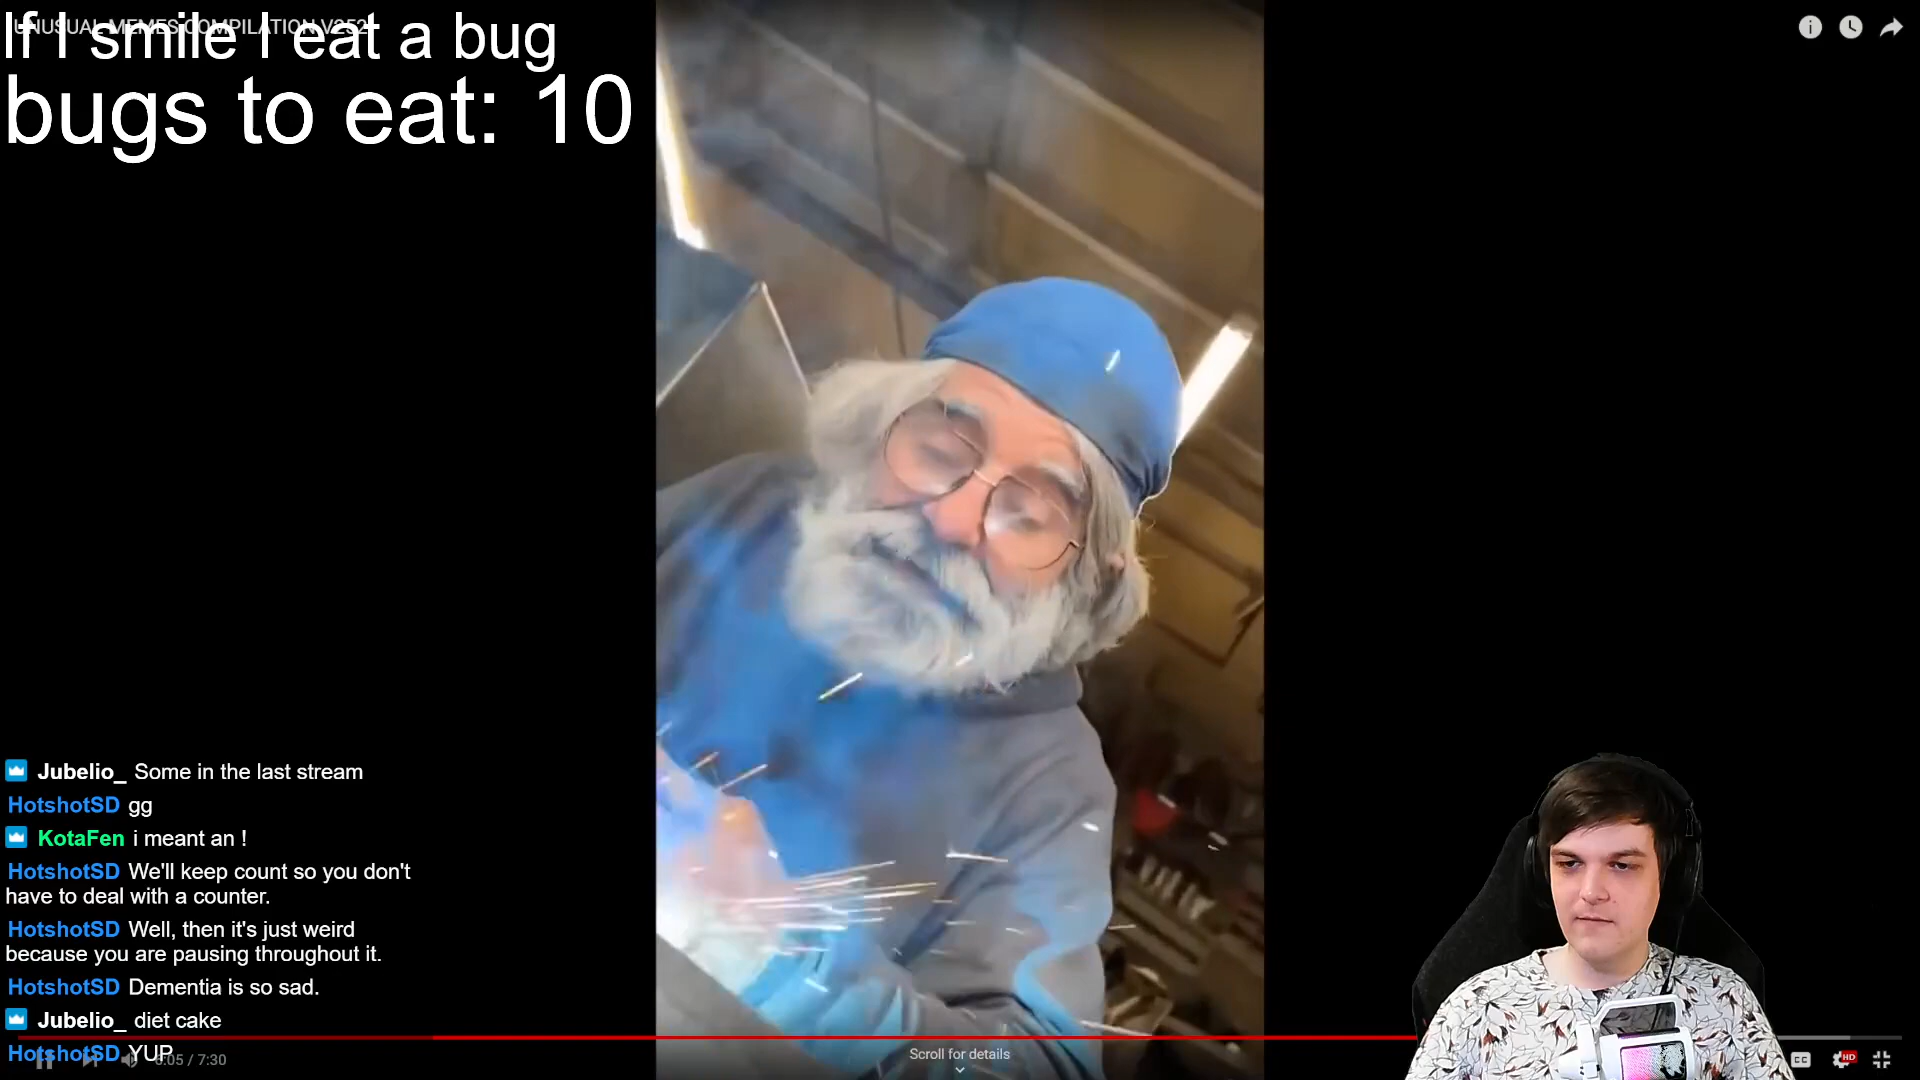 UNUSUAL MEMES COMPILATION V252
If I smile I eat a bug
bugs to eat: 10
Jubelio_ Some in the last stream
HotshotSD gg
KotaFen i meant an !
HotshotSD We'll keep count so you don't
have to deal with a counter.
HotshotSD Well, then it's just weird
because you are pausing throughout it.
HotshotSD Dementia is so sad.
Jubelio_ diet cake
HotshotSD YUP
/ 7:30
Scroll for details
CC
HD